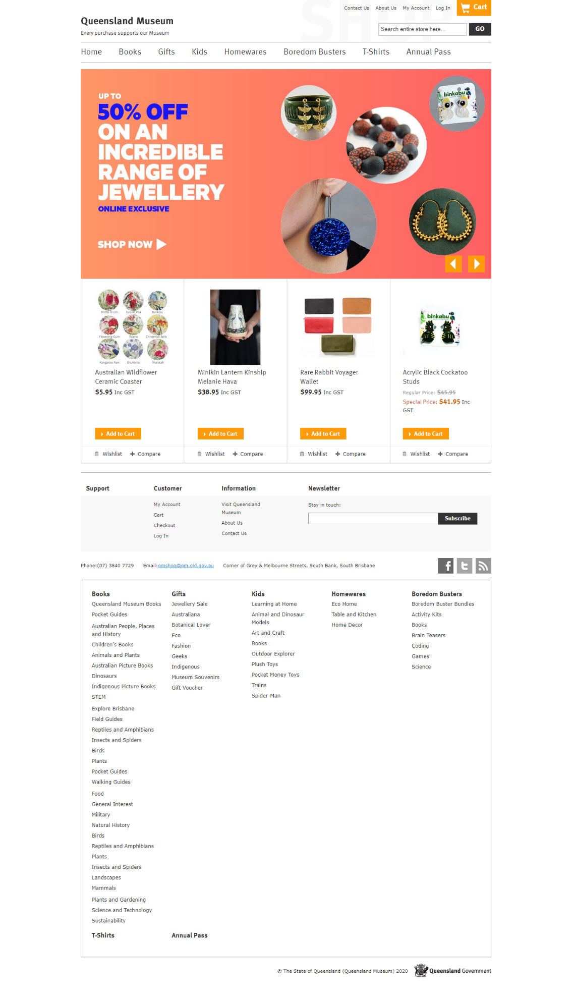 SHOP
Contact Us About Us My Account Log In Cart
Queensland Museum
Every purchase supports our Museum
Search entire store here... GO
Home Books Gifts Kids Homewares Boredom Busters T-Shirts Annual Pass
UP TO
50% OFF
ON AN
INCREDIBLE
RANGE OF
JEWELLERY
ONLINE EXCLUSIVE
SHOP NOW
binkabu
Bottle Brush Desert Pea Banksia
Flowering Gum Wattle Christmas Bells
Kangaroo Paw Brunonia Waratah
binkabu
Australian Wildflower
Ceramic Coaster
$5.95 Inc GST
Add to Cart
Wishlist Compare
Minikin Lantern Kinship
Melanie Hava
$38.95 Inc GST
Add to Cart
Wishlist Compare
Rare Rabbit Voyager
Wallet
$99.95 Inc GST
Add to Cart
Wishlist Compare
Acrylic Black Cockatoo
Studs
Regular Price: $45.95
Special Price: $41.95 Inc
GST
Add to Cart
Wishlist Compare
Support
Customer
My Account
Cart
Checkout
Log In
Information
Visit Queensland
Museum
About Us
Contact Us
Newsletter
Stay in touch:
Subscribe
Phone:(07) 3840 7729 Email:qmshop@qm.qld.gov.au Corner of Grey & Melbourne Streets, South Bank, South Brisbane
Books
Queensland Museum Books
Pocket Guides
Australian People, Places
and History
Children's Books
Animals and Plants
Australian Picture Books
Dinosaurs
Indigenous Picture Books
STEM
Explore Brisbane
Field Guides
Reptiles and Amphibians
Insects and Spiders
Birds
Plants
Pocket Guides
Walking Guides
Food
General Interest
Military
Natural History
Birds
Reptiles and Amphibians
Plants
Insects and Spiders
Landscapes
Mammals
Plants and Gardening
Science and Technology
Sustainability
Gifts
Jewellery Sale
Australiana
Botanical Lover
Eco
Fashion
Geeks
Indigenous
Museum Souvenirs
Gift Voucher
Kids
Learning at Home
Animal and Dinosaur
Models
Art and Craft
Books
Outdoor Explorer
Plush Toys
Pocket Money Toys
Trains
Spider-Man
Homewares
Eco Home
Table and Kitchen
Home Decor
Boredom Busters
Boredom Buster Bundles
Activity Kits
Books
Brain Teasers
Coding
Games
Science
T-Shirts
Annual Pass
© The State of Queensland (Queensland Museum) 2020 Queensland Government